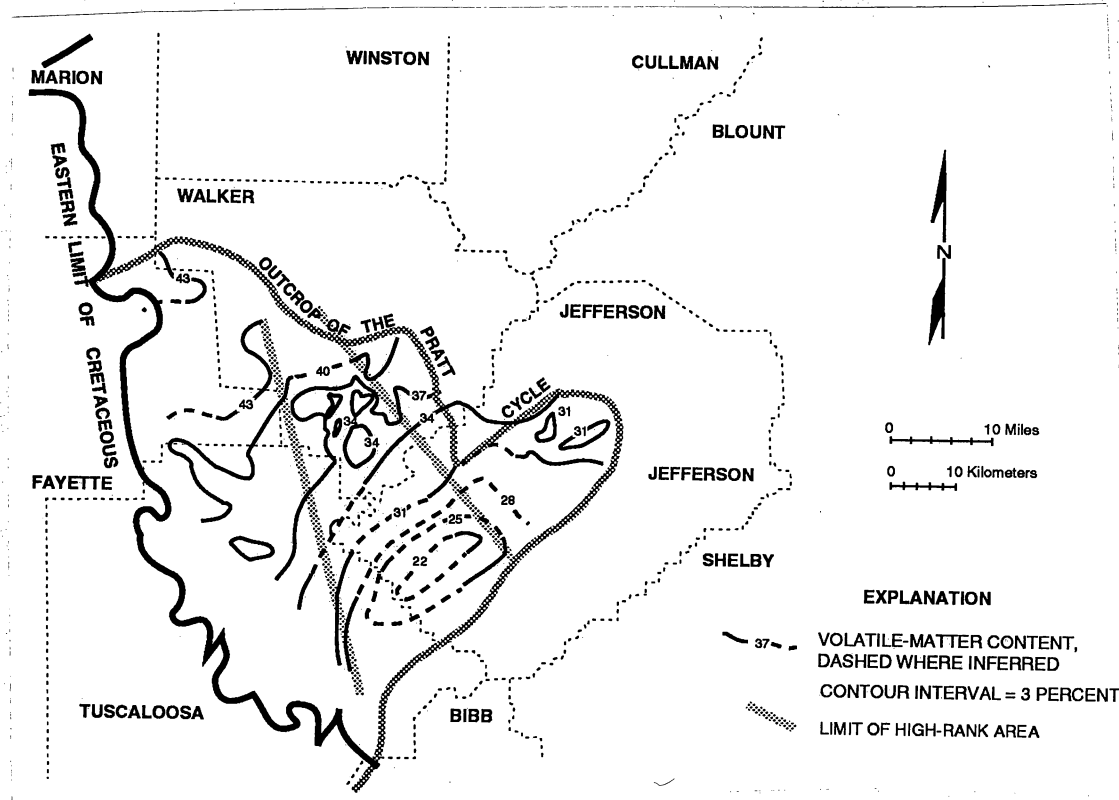 WINSTON
CULLMAN
MARION
BLOUNT
WALKER
EASTERN LIMIT OF CRETACEOUS
N
43
OUTCROP OF THE PRATT CYCLE
JEFFERSON
40
37
43
34
31
31
34
34
0 10 Miles
0 10 Kilometers
FAYETTE
JEFFERSON
28
31
25
22
SHELBY
EXPLANATION
37
VOLATILE-MATTER CONTENT,
DASHED WHERE INFERRED
CONTOUR INTERVAL = 3 PERCENT
LIMIT OF HIGH-RANK AREA
TUSCALOOSA
BIBB